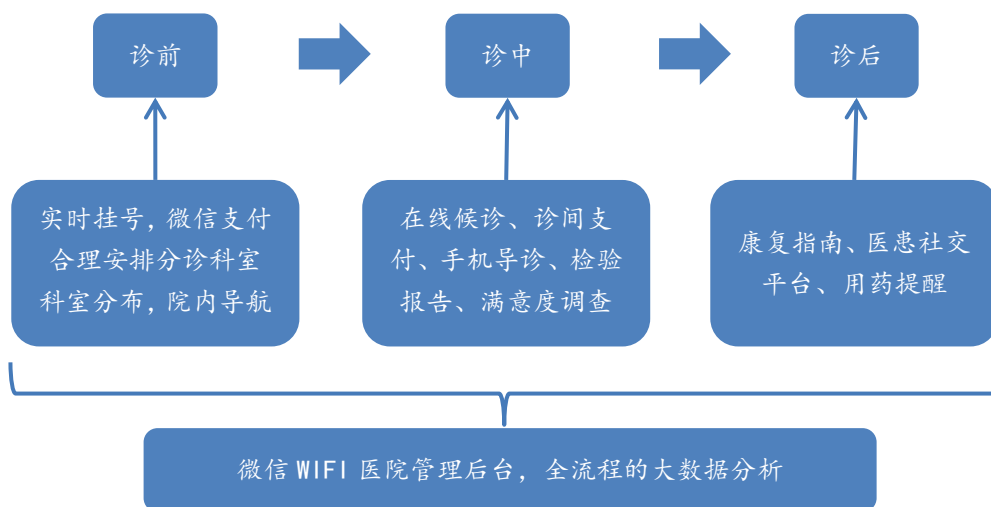 诊前
诊中
诊后
实时挂号，微信支付
合理安排分诊科室
科室分布，院内导航
在线候诊、诊间支
付、手机导诊、检验
报告、满意度调查
康复指南、医患社交
平台、用药提醒
微信 WIFI 医院管理后台，全流程的大数据分析